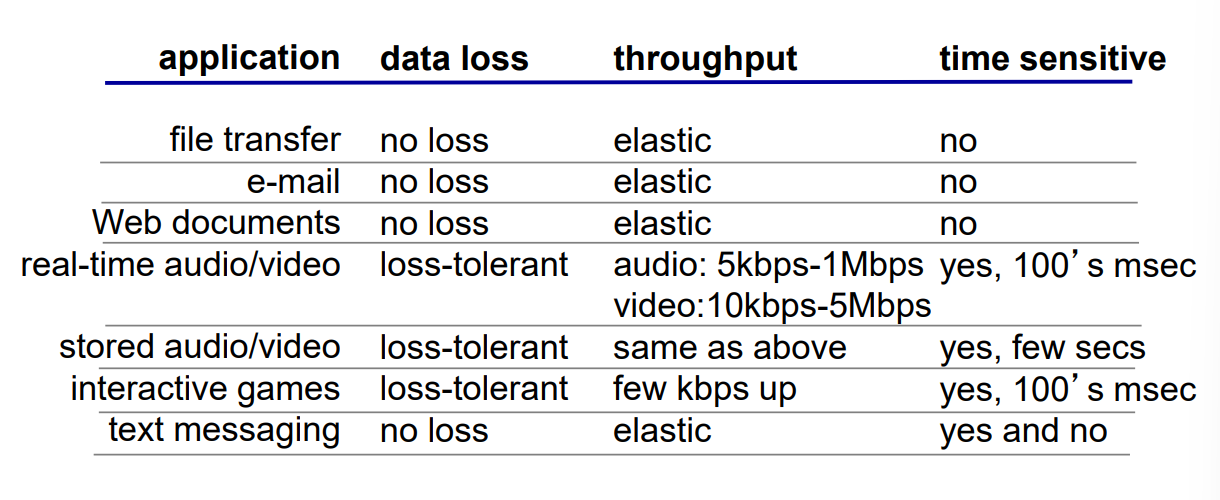 application data loss throughput time sensitive
file transfer no loss elastic no
e-mail no loss elastic no
Web documents no loss elastic no
real-time audio/video loss-tolerant audio: 5kbps-1Mbps yes, 100's msec
video:10kbps-5Mbps
stored audio/video loss-tolerant same as above yes, few secs
interactive games loss-tolerant few kbps up yes, 100's msec
text messaging no loss elastic yes and no